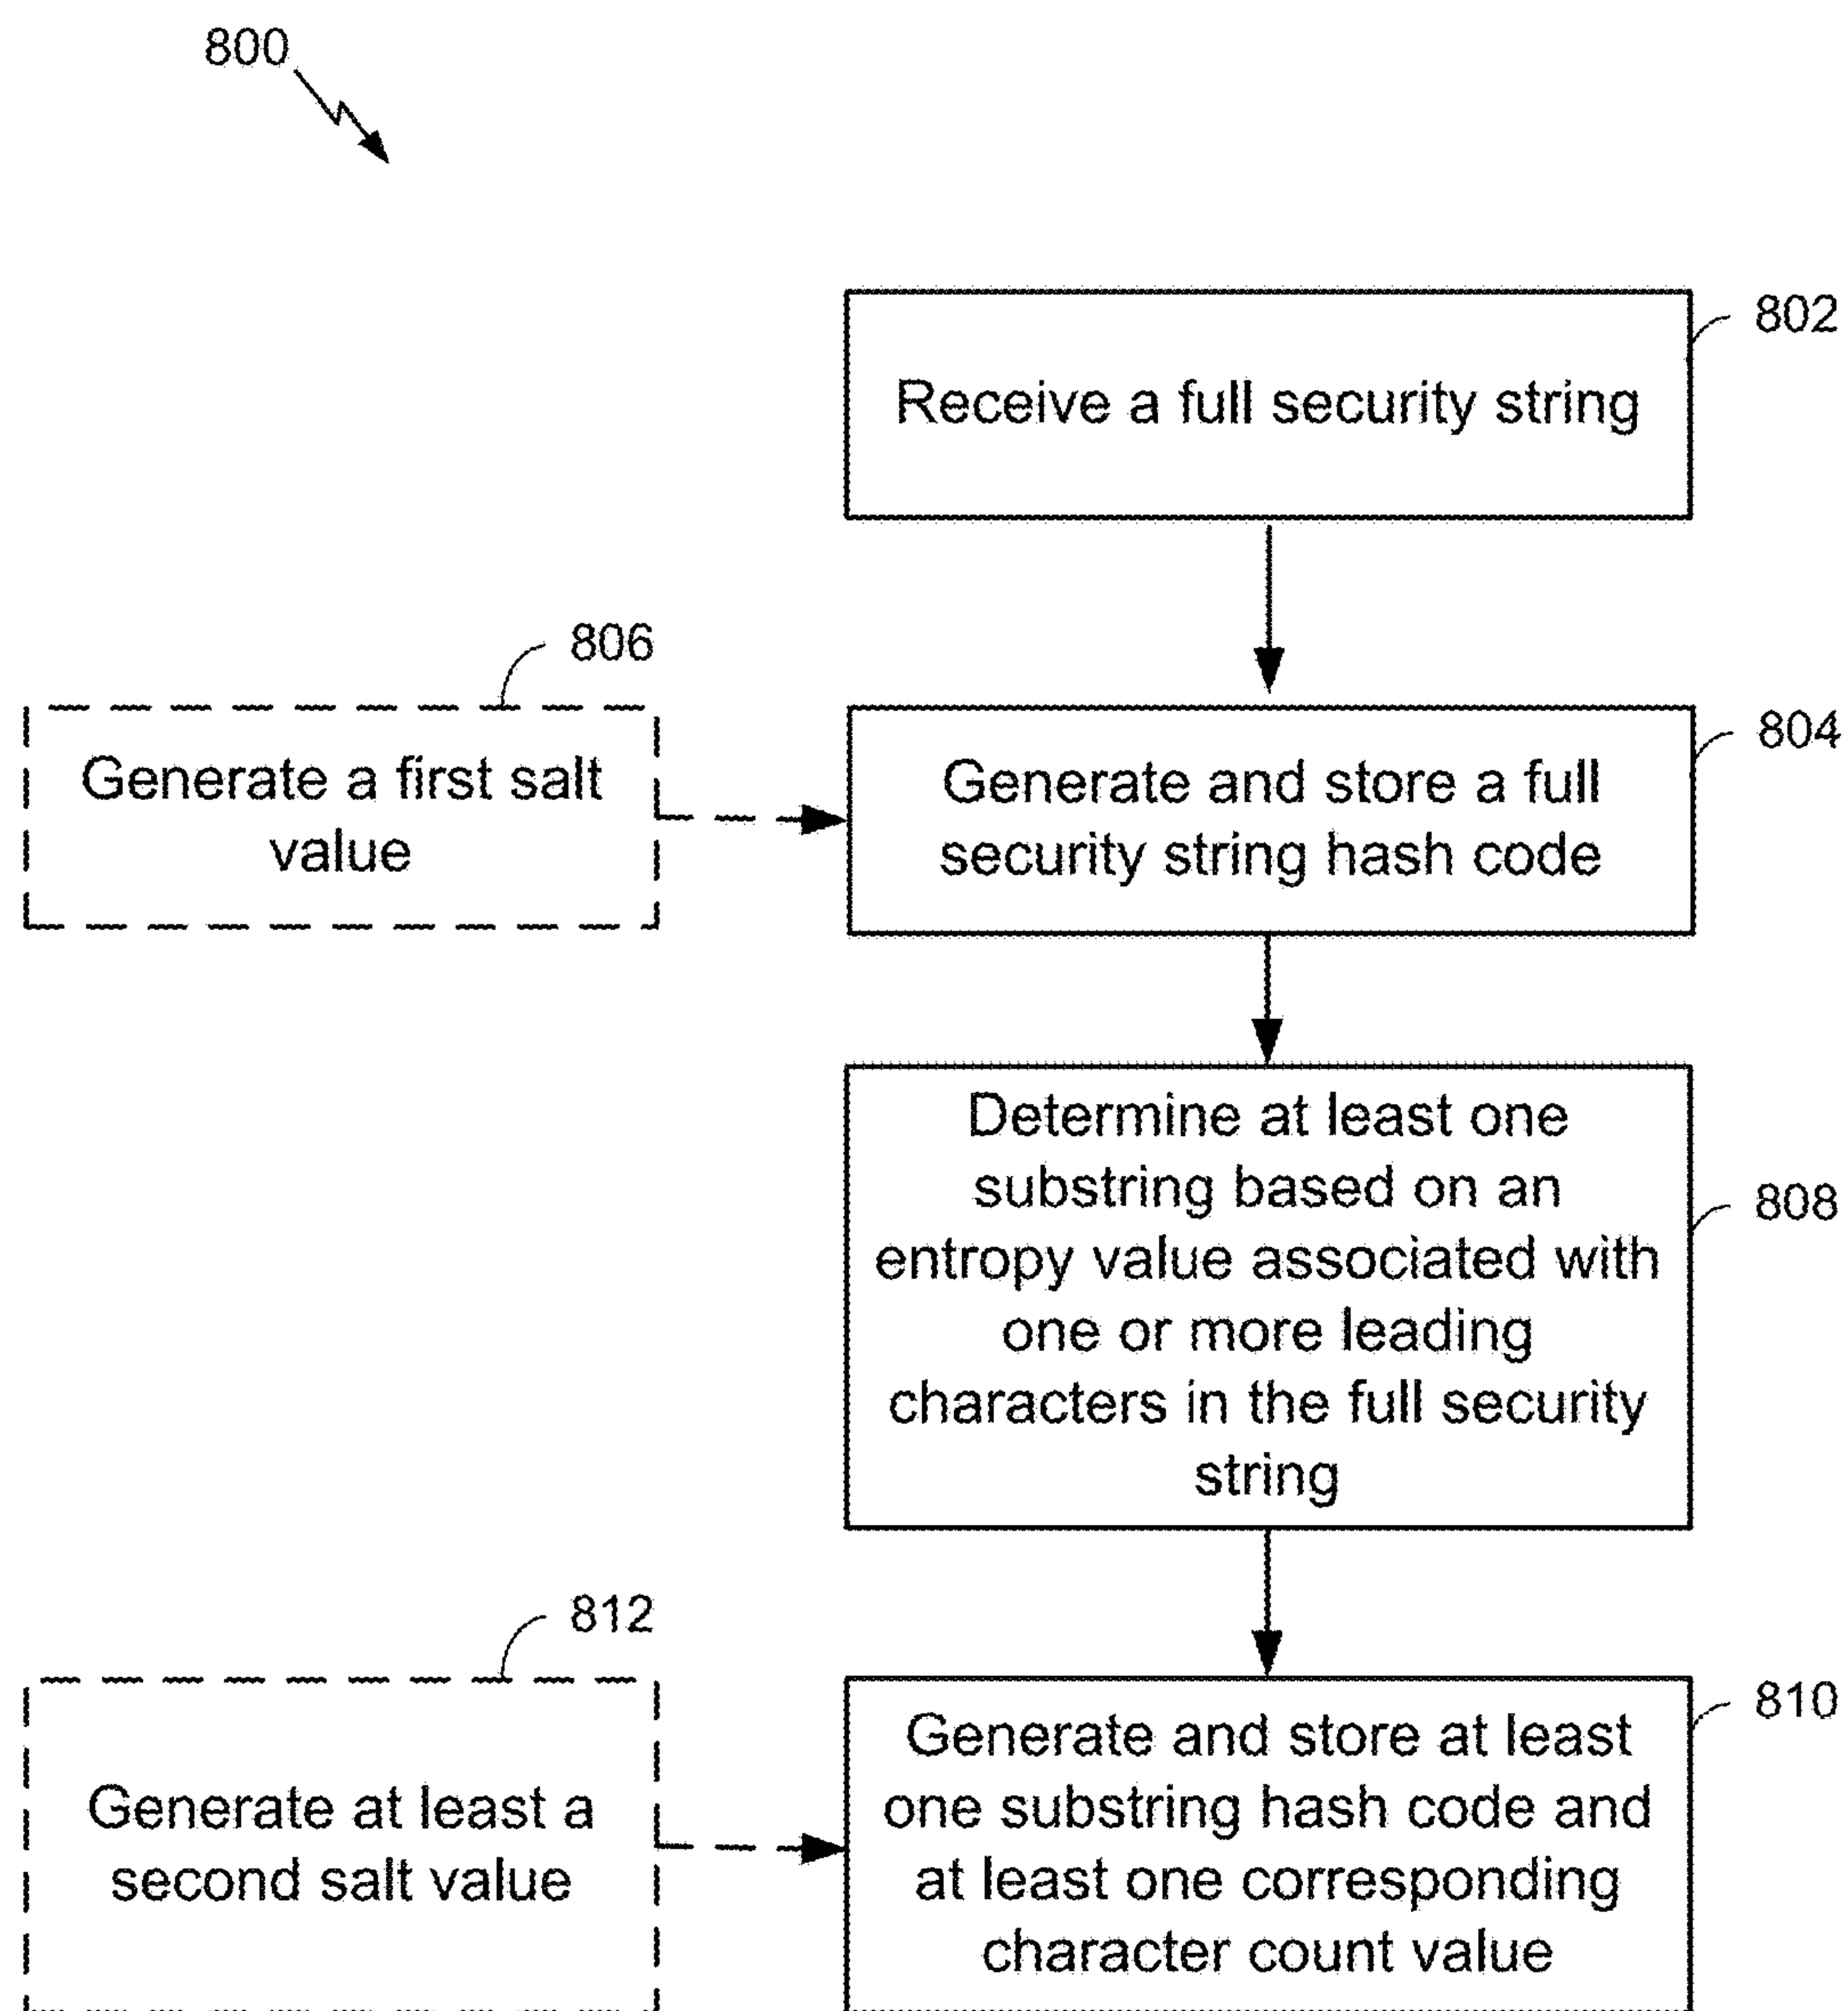 800
802
Receive a full security string
806
804
Generate a first salt
value
Generate and store a full
security string hash code
Determine at least one
substring based on an
entropy value associated with
one or more leading
characters in the full security
string
808
812
810
Generate at least a
second salt value
Generate and store at least
one substring hash code and
at least one corresponding
character count value